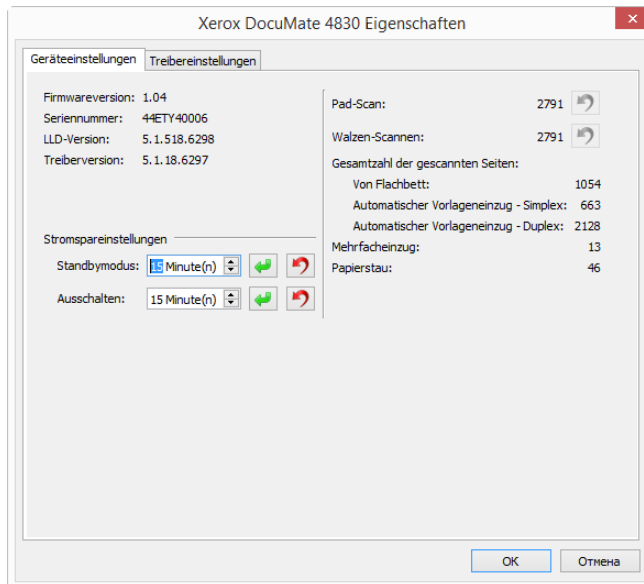 Xerox DocuMate 4830 Eigenschaften
Geräteeinstellungen Treibereinstellungen
Firmwareversion: 1.04
Seriennummer: 44ETY40006
LLD-Version: 5.1.518.6298
Treiberversion: 5.1.18.6297
Stromspareinstellungen
Standbymodus: 15 Minute(n)
Ausschalten: 15 Minute(n)
Pad-Scan: 2791
Walzen-Scannen: 2791
Gesamtzahl der gescannten Seiten:
Von Flachbett: 1054
Automatischer Vorlageneinzug - Simplex: 663
Automatischer Vorlageneinzug - Duplex: 2128
Mehrfacheinzug: 13
Papierstau: 46
OK Отмена